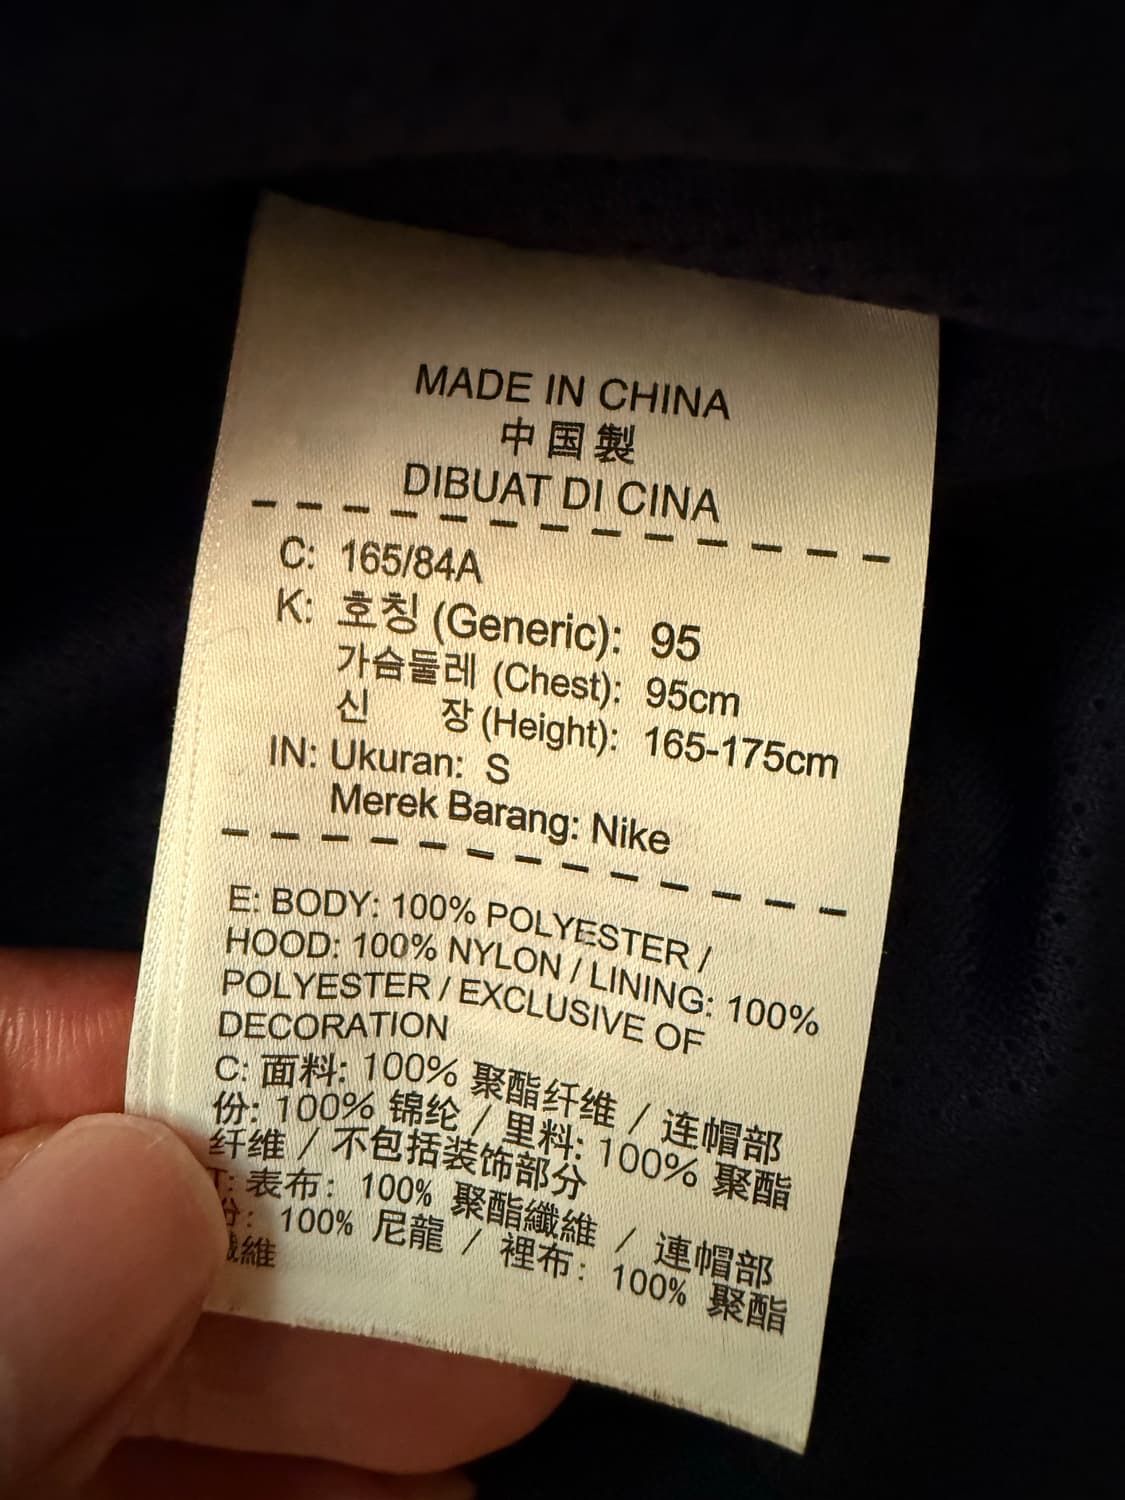 MADE IN CHINA
中国製
DIBUAT DI CINA
C: 165/84A
K: 호칭 (Generic): 95
가슴둘레 (Chest): 95cm
신 장 (Height): 165-175cm
IN: Ukuran: S
Merek Barang: Nike
E: BODY: 100% POLYESTER /
HOOD: 100% NYLON / LINING: 100%
POLYESTER / EXCLUSIVE OF
DECORATION
C: 面料: 100% 聚酯纤维 / 连帽部
份: 100% 锦纶 / 里料: 100% 聚酯
纤维 / 不包括装饰部分
T: 表布: 100% 聚酯纖維 / 連帽部
份: 100% 尼龍 / 裡布: 100% 聚酯
纖維